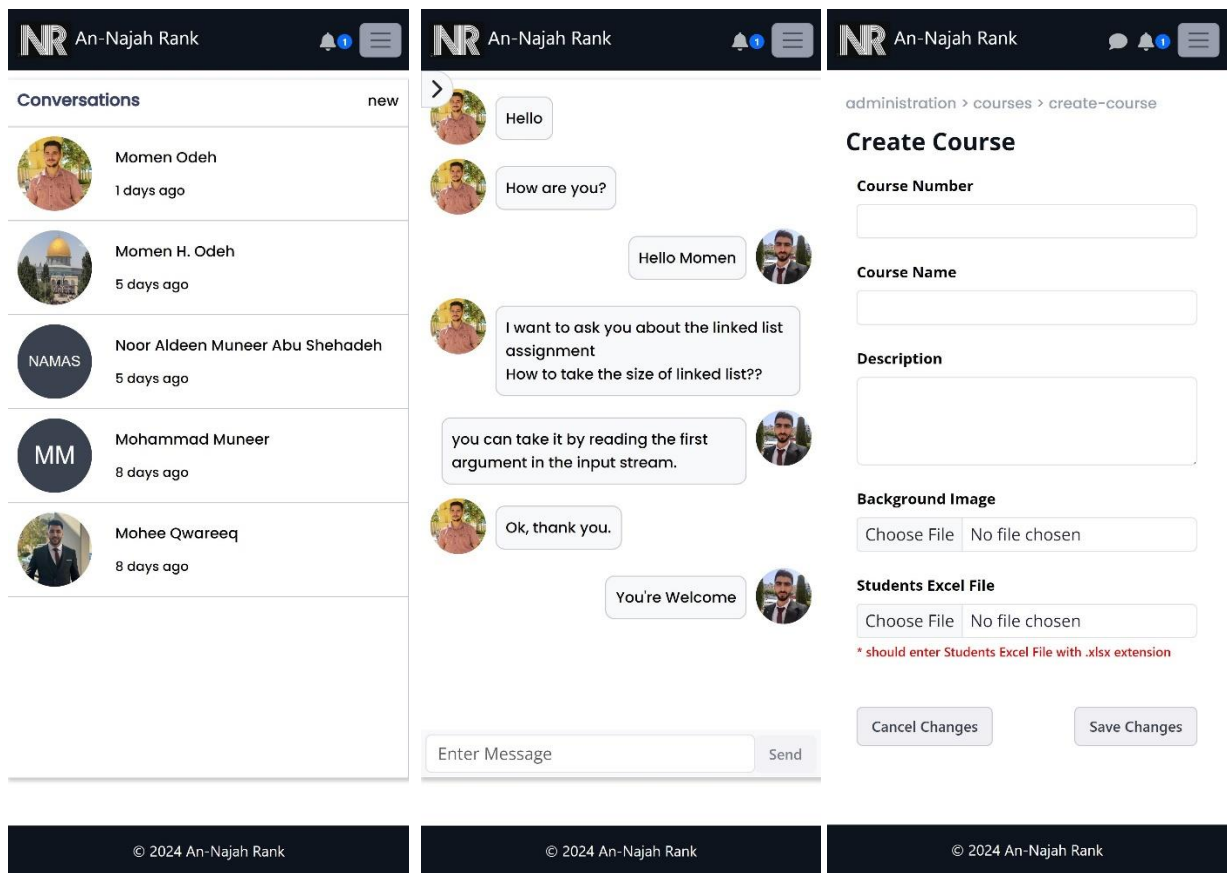 NR An-Najah Rank
1
Conversations
new
Momen Odeh
1 days ago
Momen H. Odeh
5 days ago
NAMAS
Noor Aldeen Muneer Abu Shehadeh
5 days ago
MM
Mohammad Muneer
8 days ago
Mohee Qwareeq
8 days ago
© 2024 An-Najah Rank
NR An-Najah Rank
1
Hello
How are you?
Hello Momen
I want to ask you about the linked list
assignment
How to take the size of linked list??
you can take it by reading the first
argument in the input stream.
Ok, thank you.
You're Welcome
Enter Message
Send
© 2024 An-Najah Rank
NR An-Najah Rank
1
administration > courses > create-course
Create Course
Course Number
Course Name
Description
Background Image
Choose File No file chosen
Students Excel File
Choose File No file chosen
* should enter Students Excel File with .xlsx extension
Cancel Changes
Save Changes
© 2024 An-Najah Rank